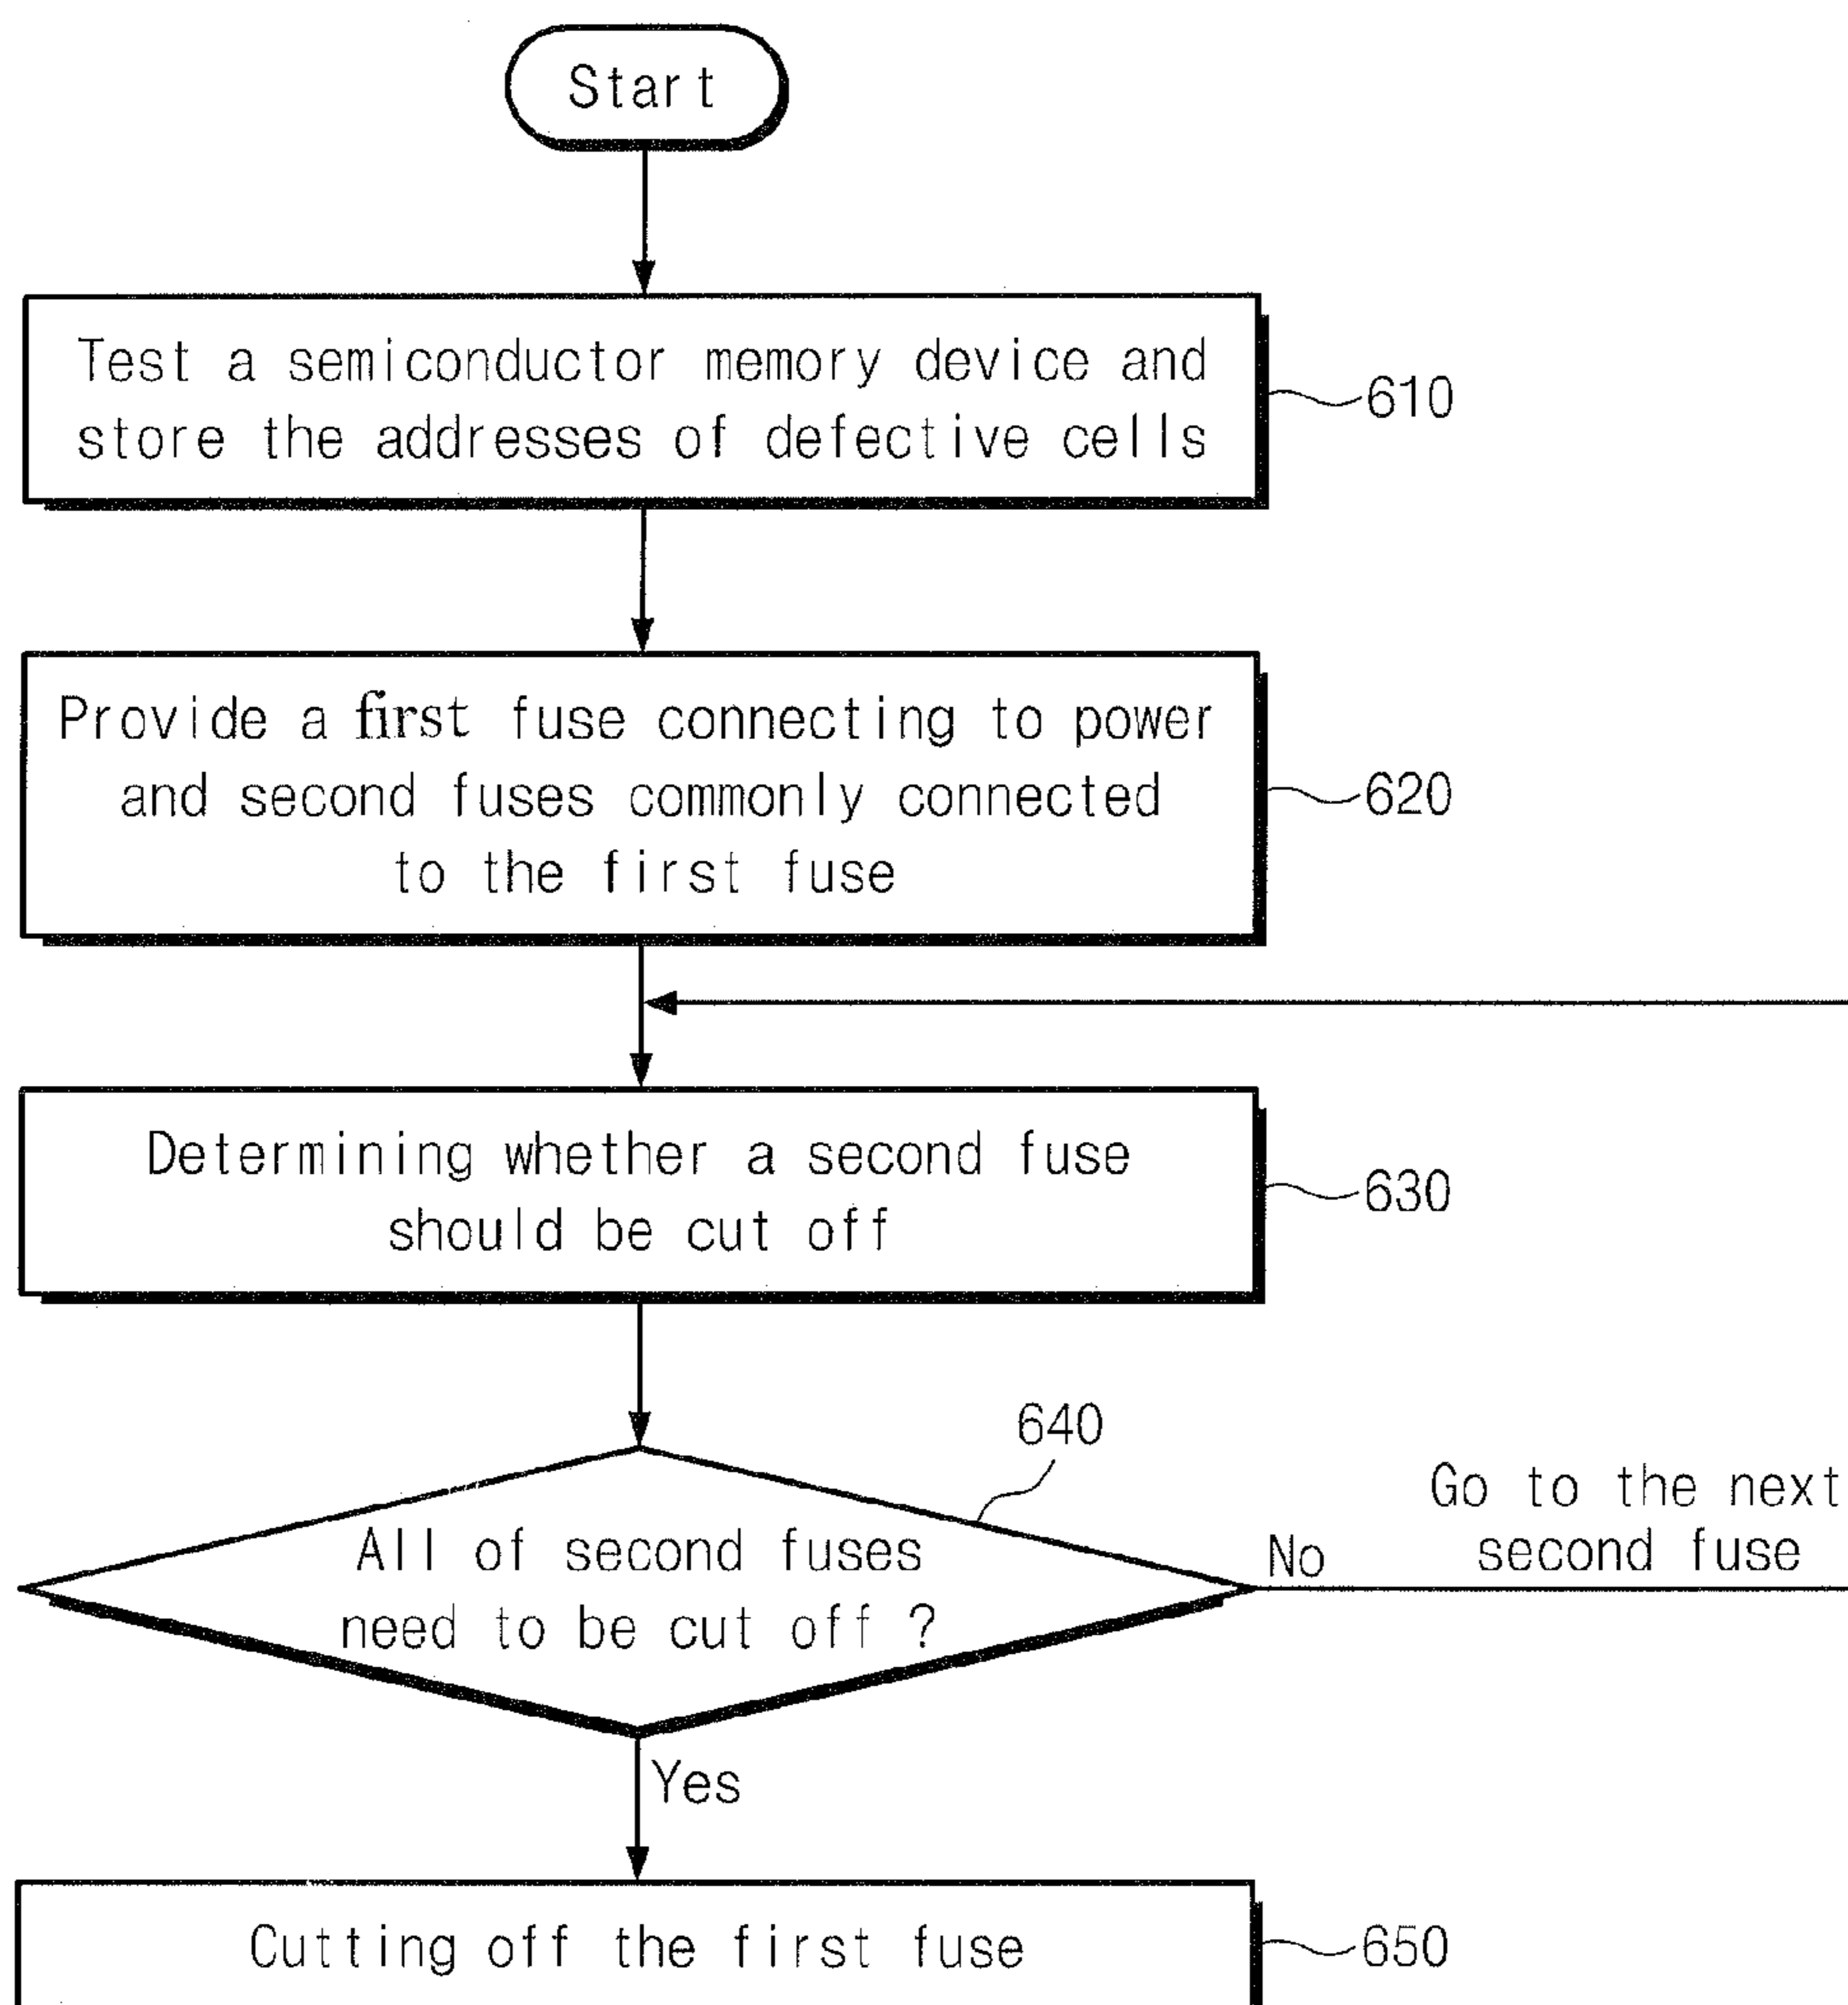 Start
Test a semiconductor memory device and
store the addresses of defective cells
610
Provide a first fuse connecting to power
and second fuses commonly connected
to the first fuse
620
Determining whether a second fuse
should be cut off
630
640
All of second fuses
need to be cut off ?
No
Go to the next
second fuse
Yes
Cutting off the first fuse
650